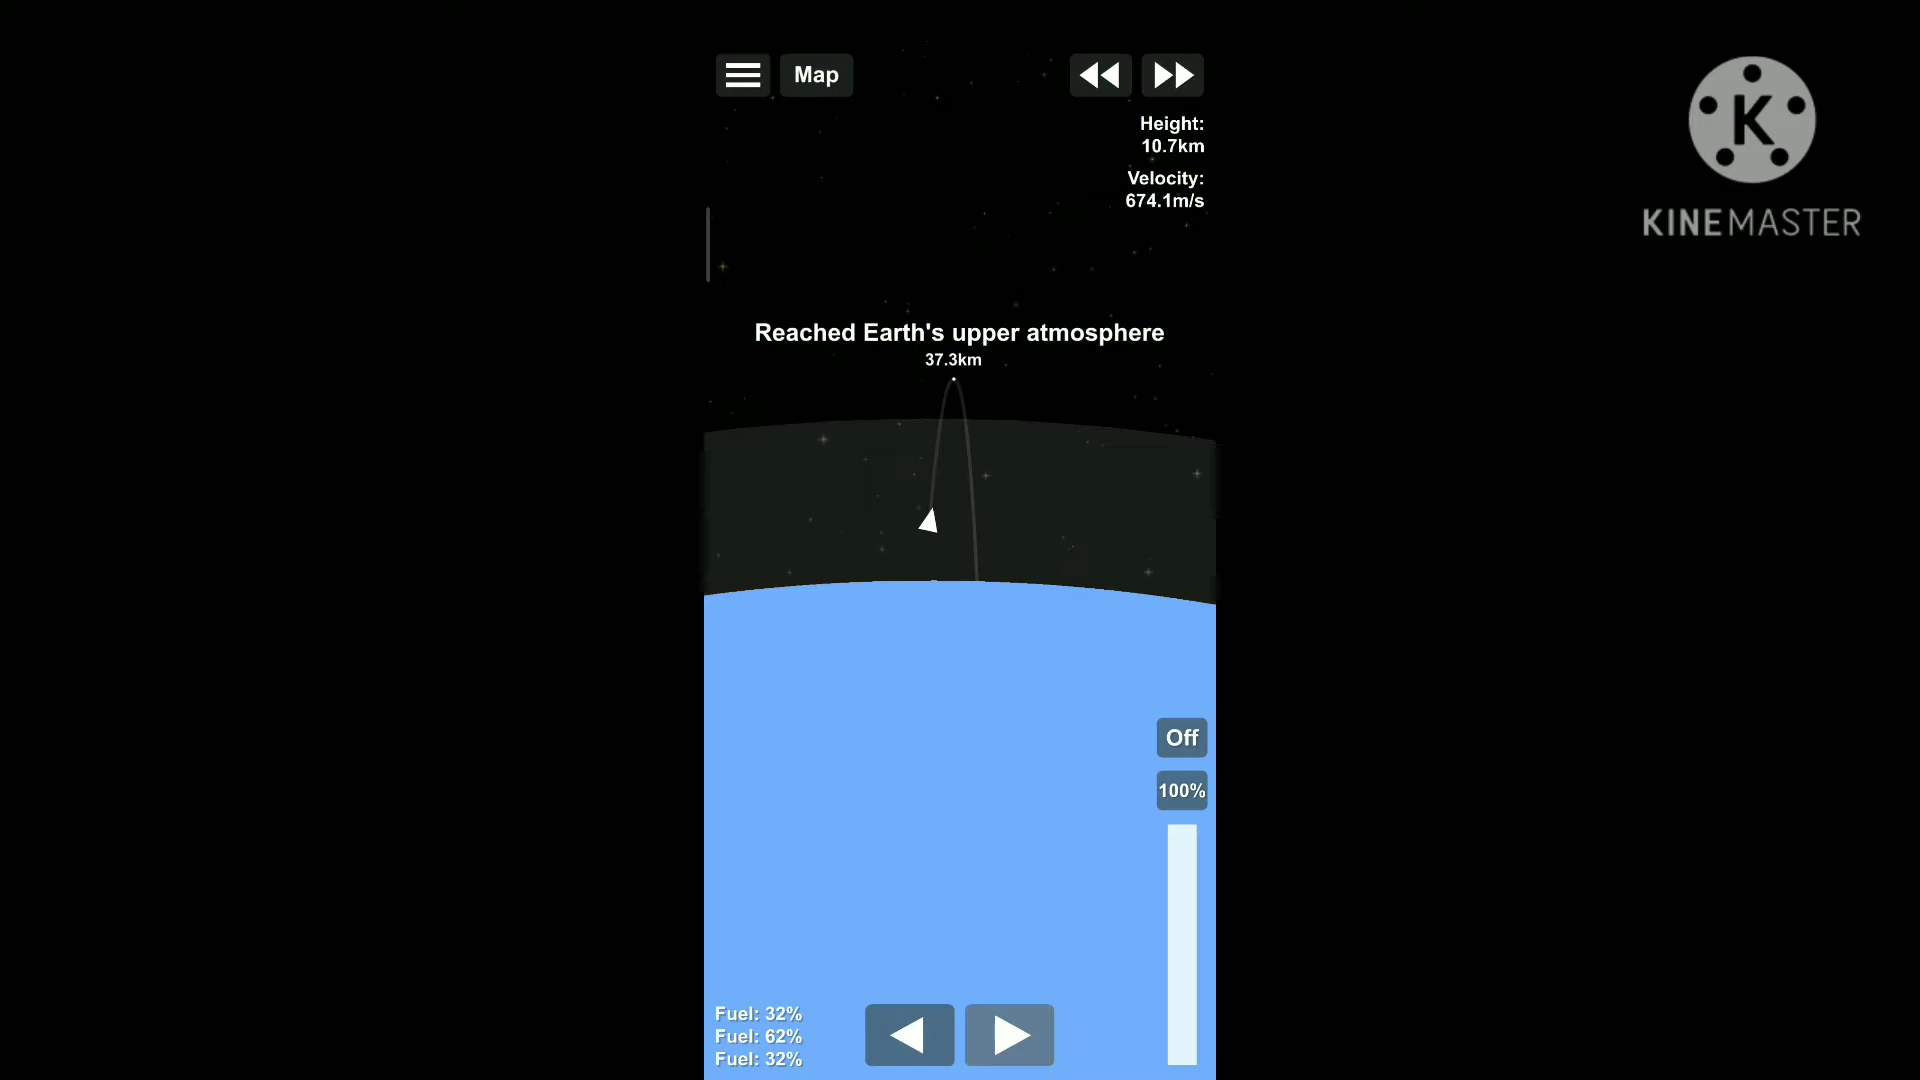 Map
Height:
10.7km
Velocity:
674.1m/s
K
KINEMASTER
Reached Earth's upper atmosphere
37.3km
Off
100%
Fuel: 32%
Fuel: 62%
Fuel: 32%